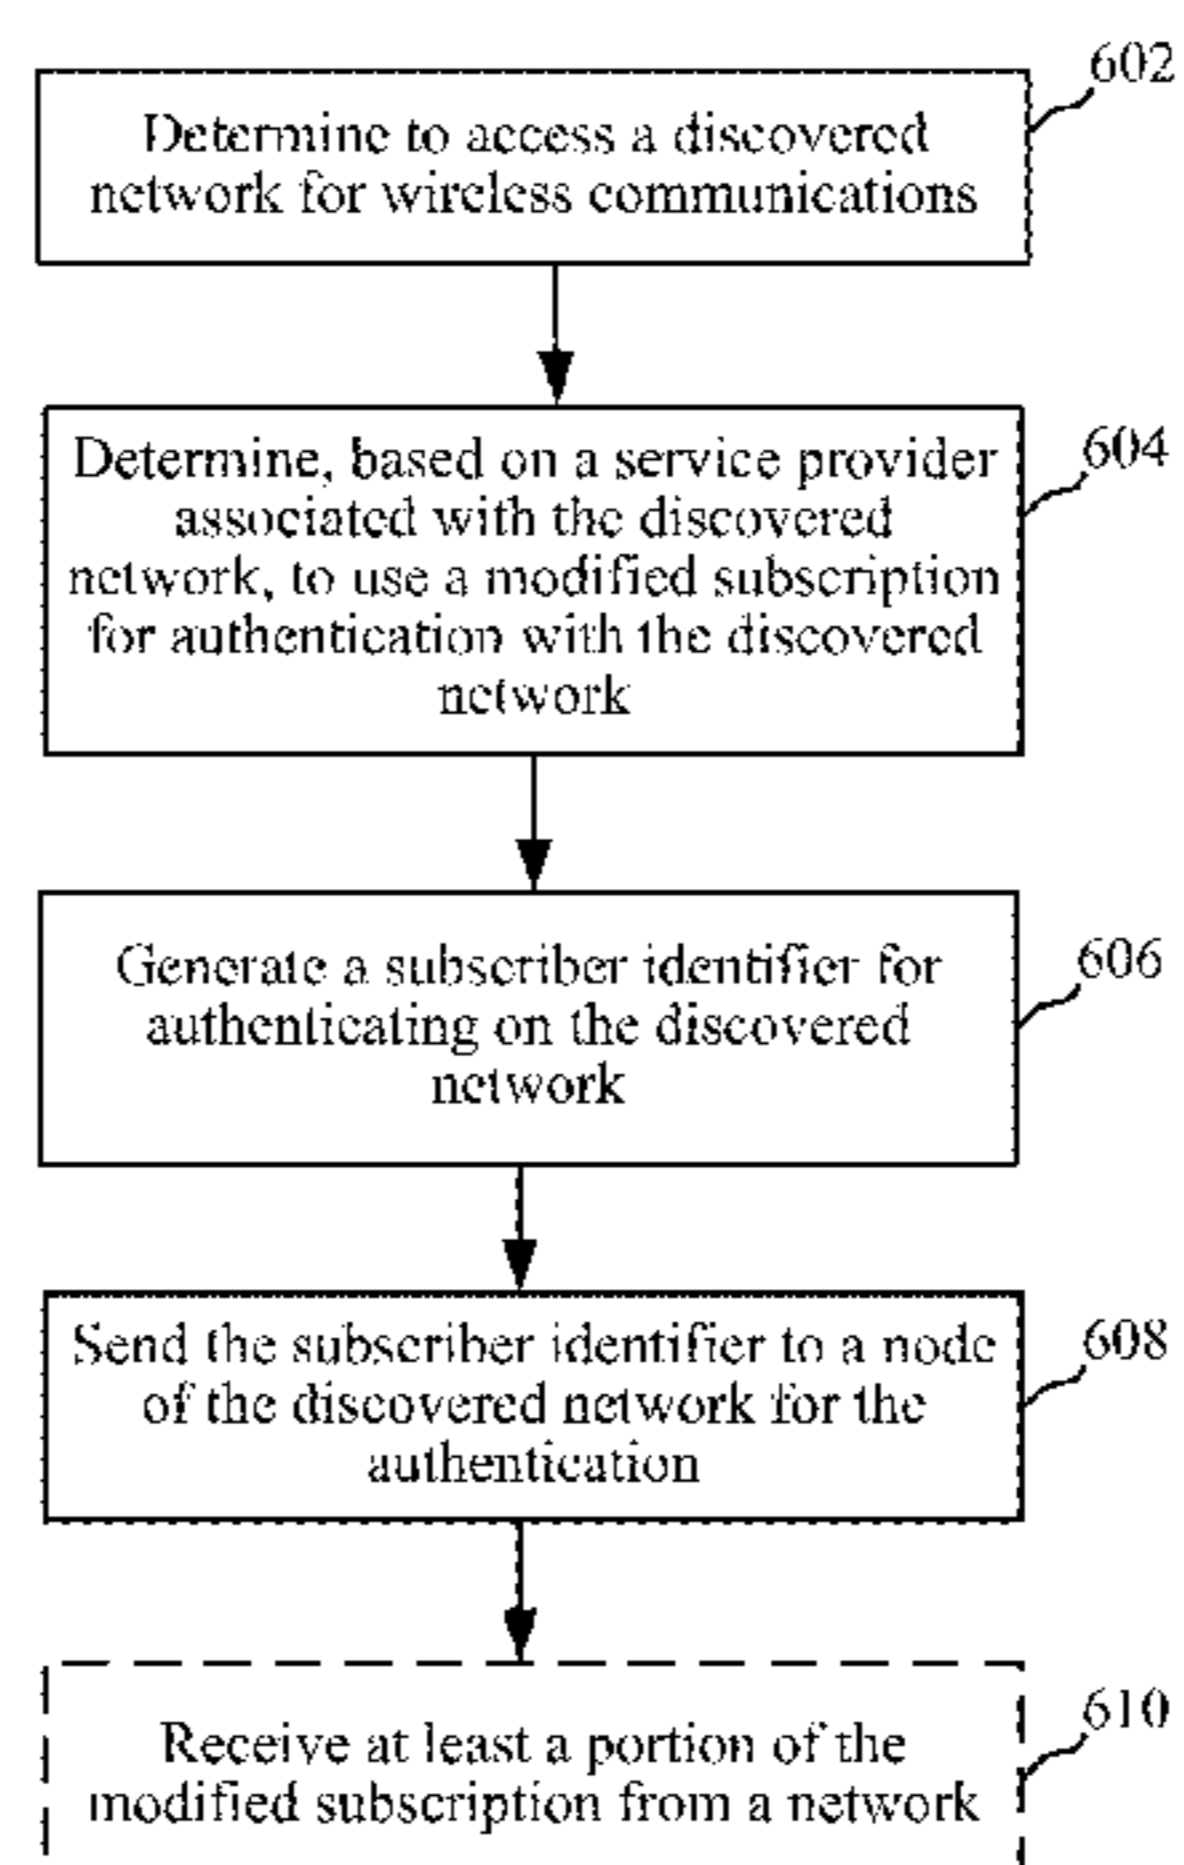 602
Determine to access a discovered
network for wireless communications
604
Determine, based on a service provider
associated with the discovered
network, to use a modified subscription
for authentication with the discovered
network
606
Generate a subscriber identifier for
authenticating on the discovered
network
608
Send the subscriber identifier to a node
of the discovered network for the
authentication
610
Receive at least a portion of the
modified subscription from a network